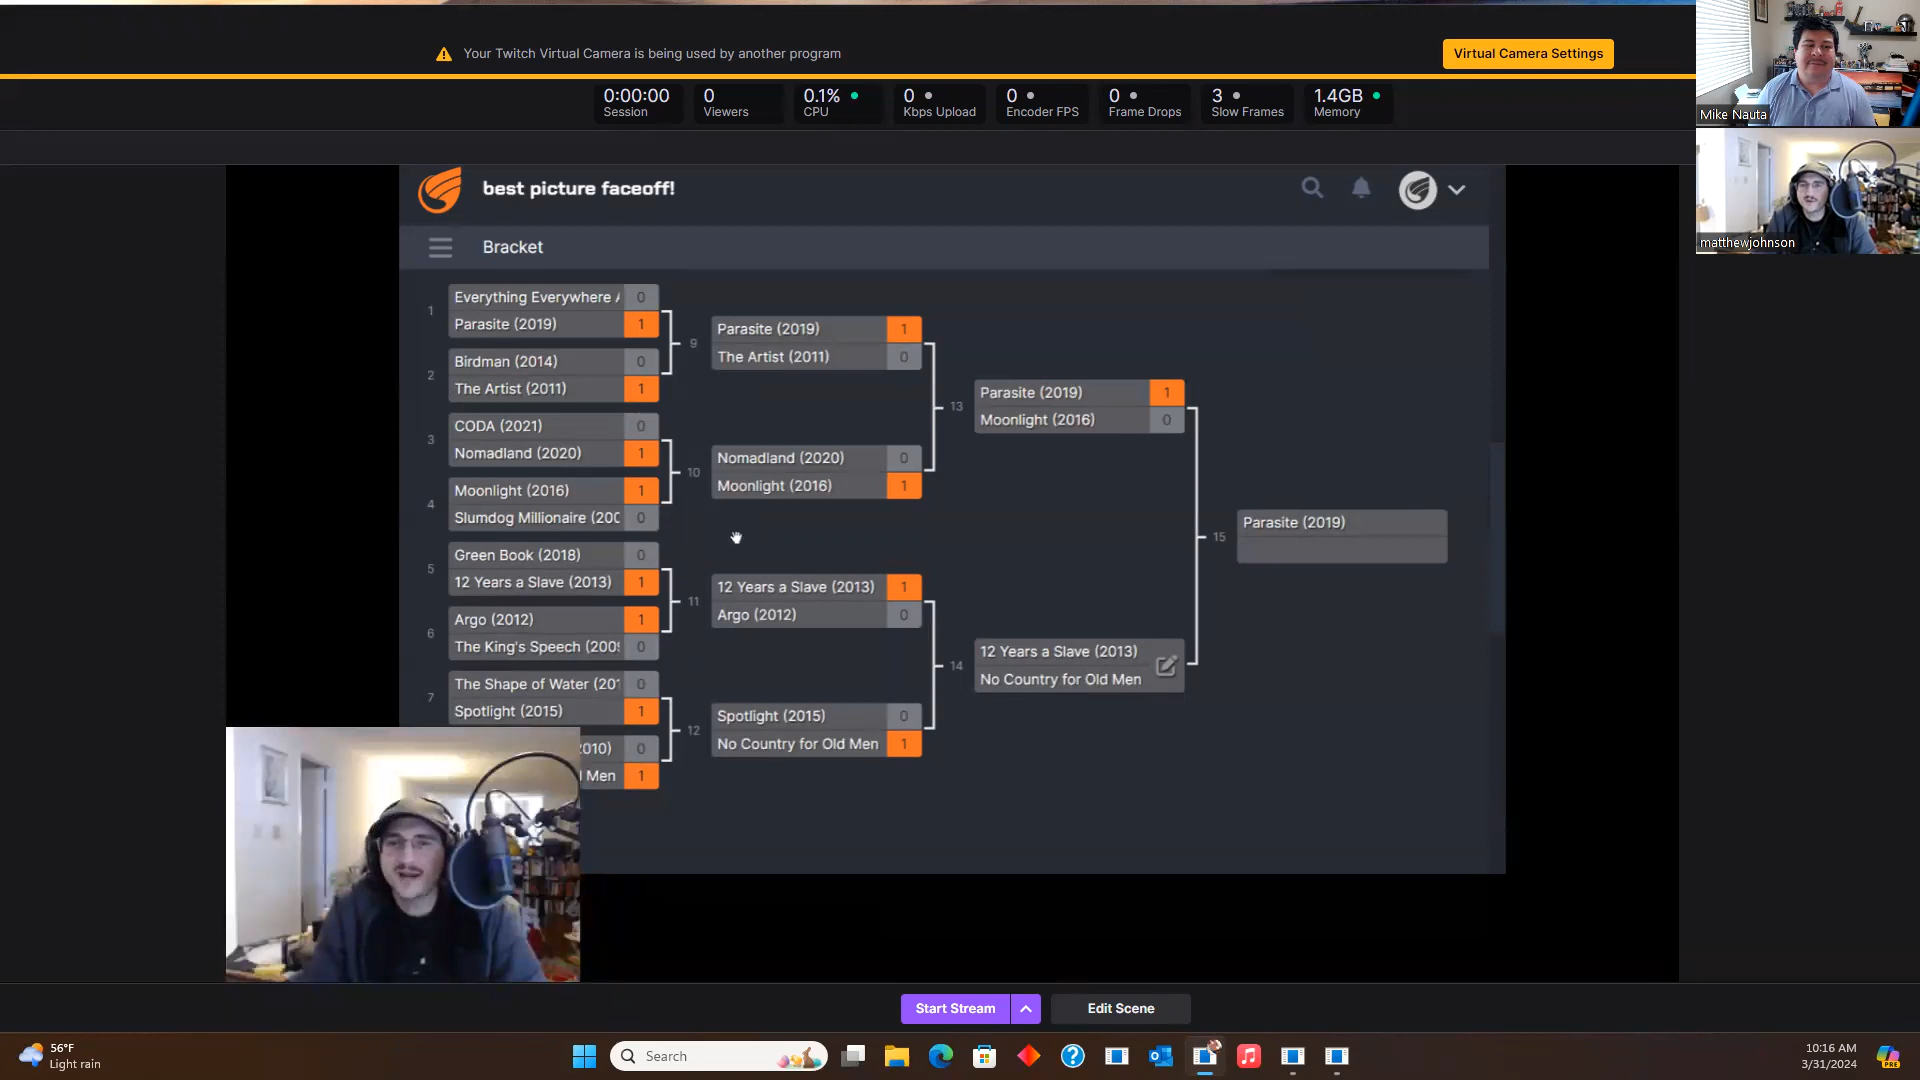 Your Twitch Virtual Camera is being used by another program
Virtual Camera Settings
0:00:00
Session
0
Viewers
0.1%
CPU
0
Kbps Upload
0
Encoder FPS
0
Frame Drops
3
Slow Frames
1.4GB
Memory
Mike Nauta
matthewjohnson
best picture faceoff!
Bracket
1
Everything Everywhere 0
Parasite (2019) 1
2
Birdman (2014) 0
The Artist (2011) 1
3
CODA (2021) 0
Nomadland (2020) 1
4
Moonlight (2016) 1
Slumdog Millionaire (200 0
5
Green Book (2018) 0
12 Years a Slave (2013) 1
6
Argo (2012) 1
The King's Speech (200 0
7
The Shape of Water (20 0
Spotlight (2015) 1
2010) 0
Men 1
9
Parasite (2019) 1
The Artist (2011) 0
10
Nomadland (2020) 0
Moonlight (2016) 1
11
12 Years a Slave (2013) 1
Argo (2012) 0
12
Spotlight (2015) 0
No Country for Old Men 1
13
Parasite (2019) 1
Moonlight (2016) 0
14
12 Years a Slave (2013)
No Country for Old Men
15
Parasite (2019)
Start Stream
Edit Scene
56°F
Light rain
Search
10:16 AM
3/31/2024
PRE